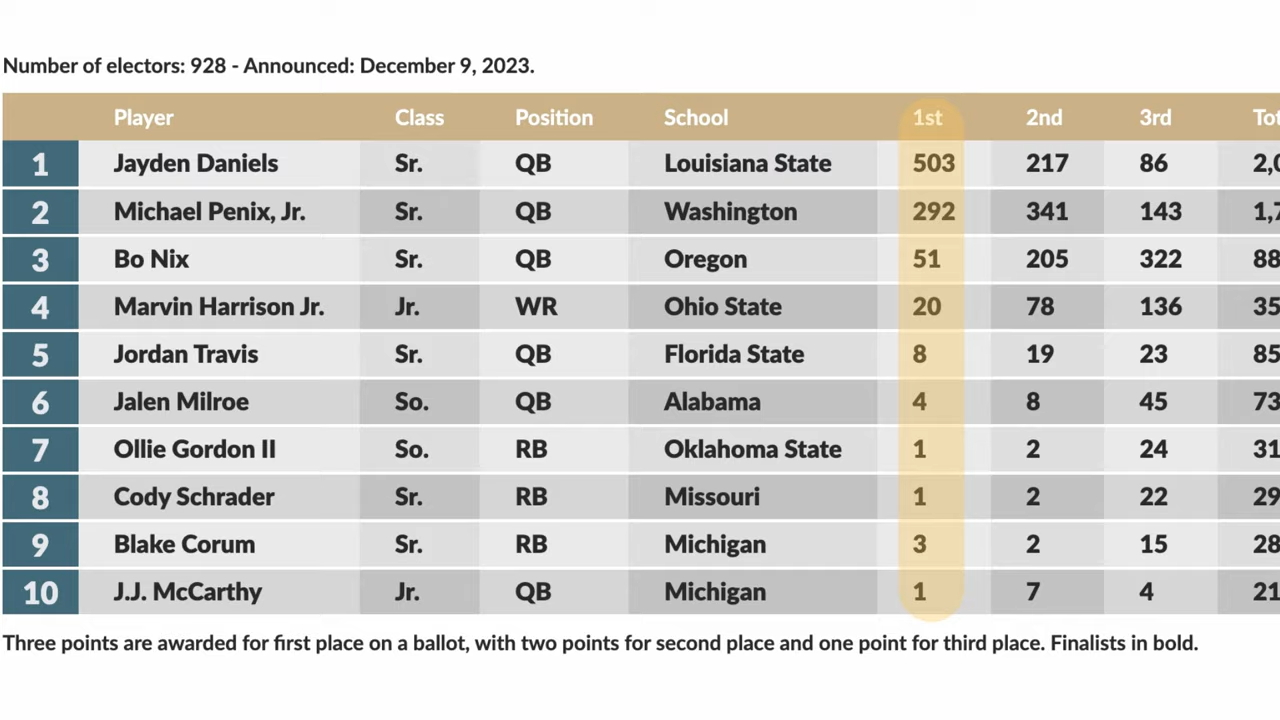 Number of electors: 928 - Announced: December 9, 2023.
Player Class Position School 1st 2nd 3rd
1 Jayden Daniels Sr. QB Louisiana State 503 217 86
2 Michael Penix, Jr. Sr. QB Washington 292 341 143
3 Bo Nix Sr. QB Oregon 51 205 322
4 Marvin Harrison Jr. Jr. WR Ohio State 20 78 136
5 Jordan Travis Sr. QB Florida State 8 19 23 85
6 Jalen Milroe So. QB Alabama 4 8 45 73
7 Ollie Gordon II So. RB Oklahoma State 1 2 24 31
8 Cody Schrader Sr. RB Missouri 1 2 22 29
9 Blake Corum Sr. RB Michigan 3 2 15 28
10 J.J. McCarthy Jr. QB Michigan 1 7 4 21
Three points are awarded for first place on a ballot, with two points for second place and one point for third place. Finalists in bold.